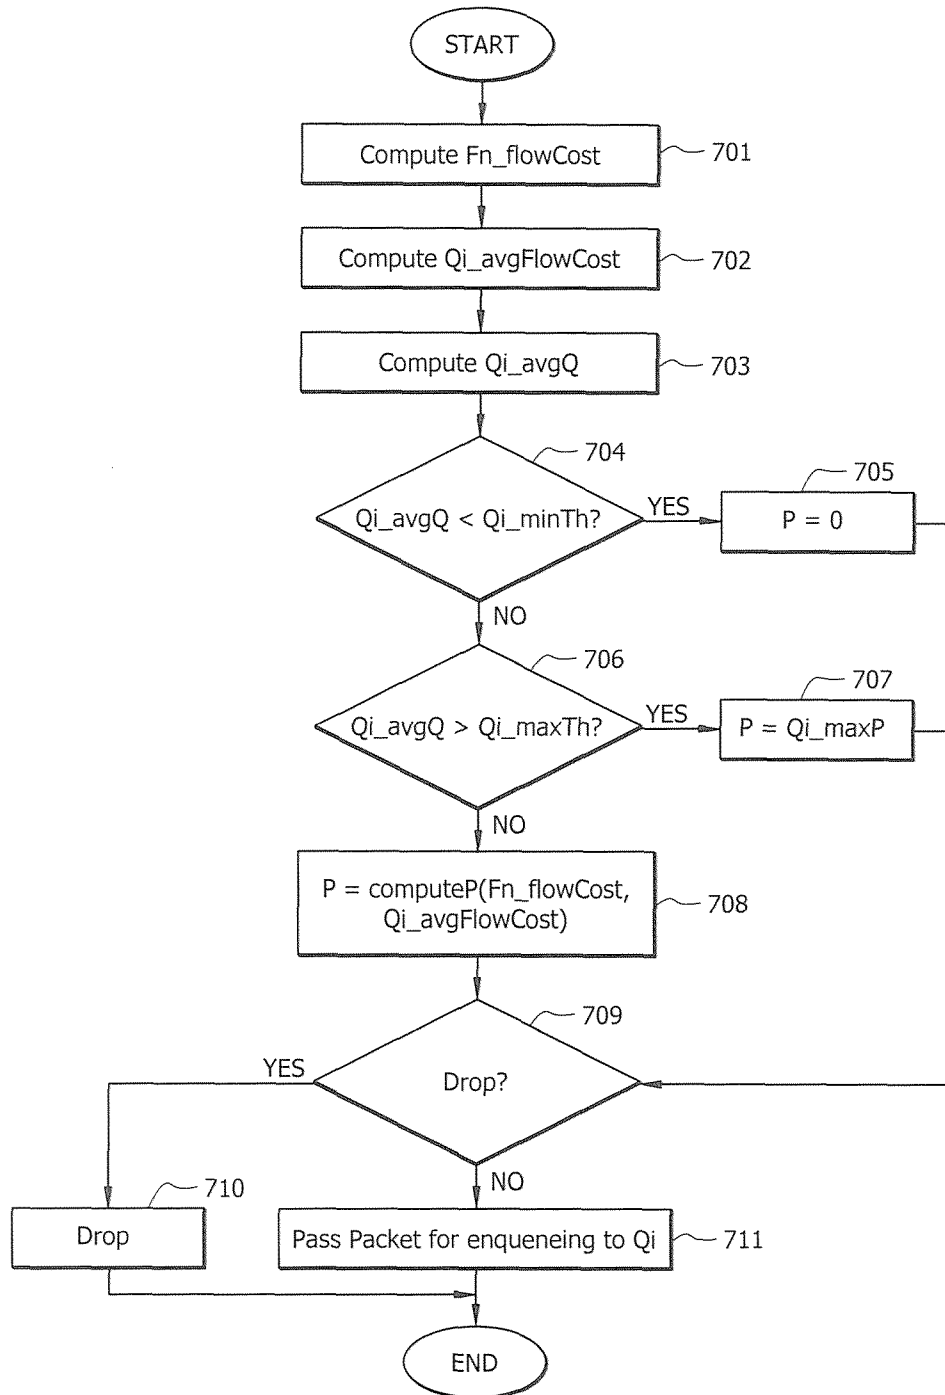 START
Compute Fn_flowCost
701
Compute Qi_avgFlowCost
702
Compute Qi_avgQ
703
704
Qi_avgQ < Qi_minTh?
YES
705
P = 0
NO
706
Qi_avgQ > Qi_maxTh?
YES
707
P = Qi_maxP
NO
P = computeP(Fn_flowCost,
Qi_avgFlowCost)
708
709
YES
Drop?
NO
710
Drop
Pass Packet for enqueneing to Qi
711
END